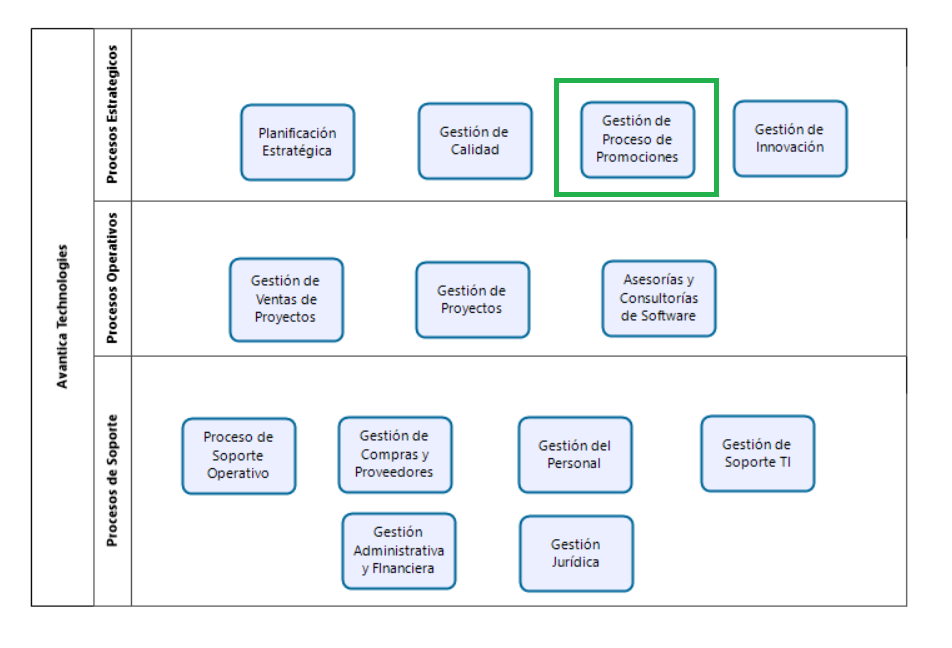 Avantica Technologies
Procesos Estrategicos
Planificación
Estratégica
Gestión de
Calidad
Gestión de
Proceso de
Promociones
Gestión de
Innovación
Procesos Operativos
Gestión de
Ventas de
Proyectos
Gestión de
Proyectos
Asesorías y
Consultorías
de Software
Procesos de Soporte
Proceso de
Soporte
Operativo
Gestión de
Compras y
Proveedores
Gestión del
Personal
Gestión de
Soporte TI
Gestión
Administrativa
y FInanciera
Gestión
Jurídica